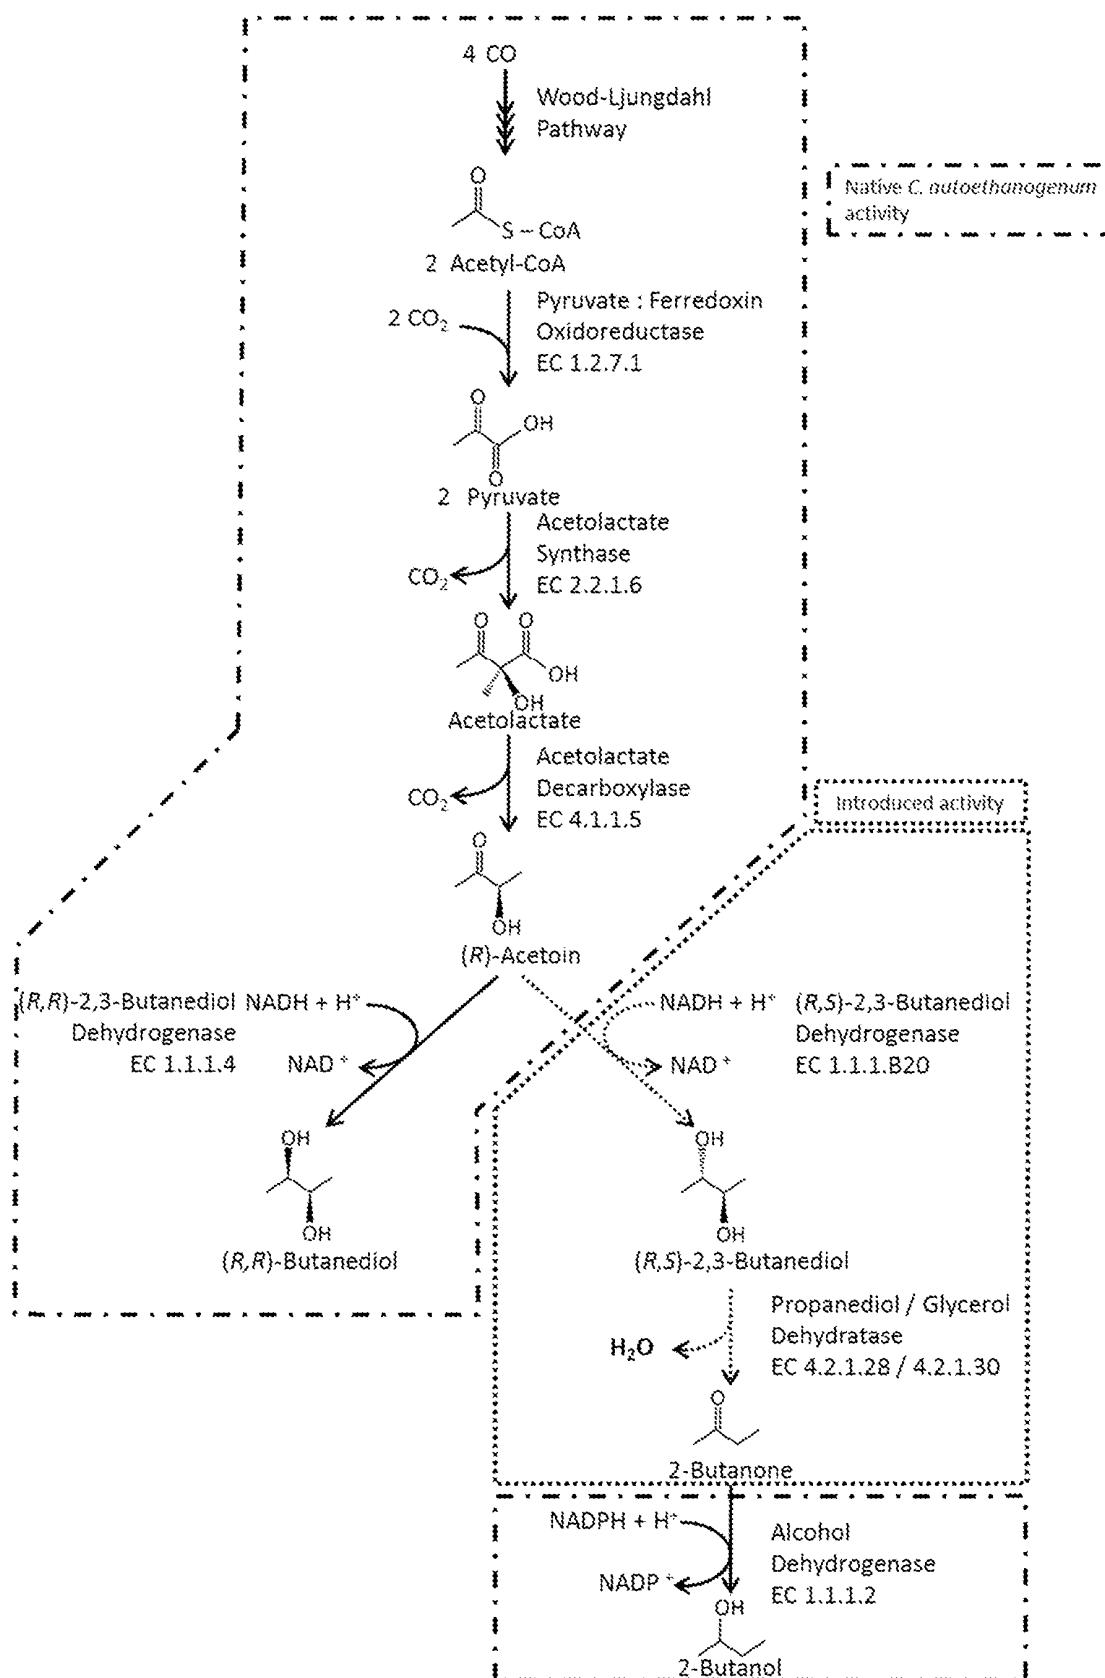 4 CO
Wood-Ljungdahl
Pathway
O
S – CoA
2 Acetyl-CoA
Native C. autoethanogenum
activity
2 CO₂
Pyruvate : Ferredoxin
Oxidoreductase
EC 1.2.7.1
O
OH
O
2 Pyruvate
Acetolactate
Synthase
EC 2.2.1.6
CO₂
O O
OH
OH
Acetolactate
Acetolactate
Decarboxylase
EC 4.1.1.5
CO₂
Introduced activity
O
OH
(R)-Acetoin
(R,R)-2,3-Butanediol
Dehydrogenase
EC 1.1.1.4
NADH + H⁺
NAD⁺
NADH + H⁺
NAD⁺
(R,S)-2,3-Butanediol
Dehydrogenase
EC 1.1.1.B20
OH
OH
(R,R)-Butanediol
OH
OH
(R,S)-2,3-Butanediol
H₂O
Propanediol / Glycerol
Dehydratase
EC 4.2.1.28 / 4.2.1.30
O
2-Butanone
NADPH + H⁺
NADP⁺
Alcohol
Dehydrogenase
EC 1.1.1.2
OH
2-Butanol